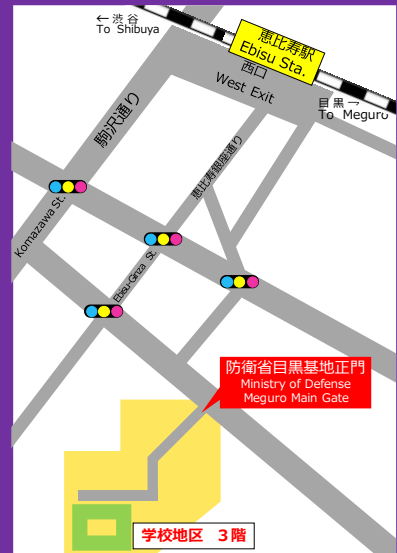 ←渋谷
To Shibuya
恵比寿駅
Ebisu Sta.
西口
West Exit
目黒→
To Meguro
駒沢通り
恵比寿銀座通り
Komazawa St.
Ebisu-Ginza St.
防衛省目黒基地正門
Ministry of Defense
Meguro Main Gate
学校地区 3階